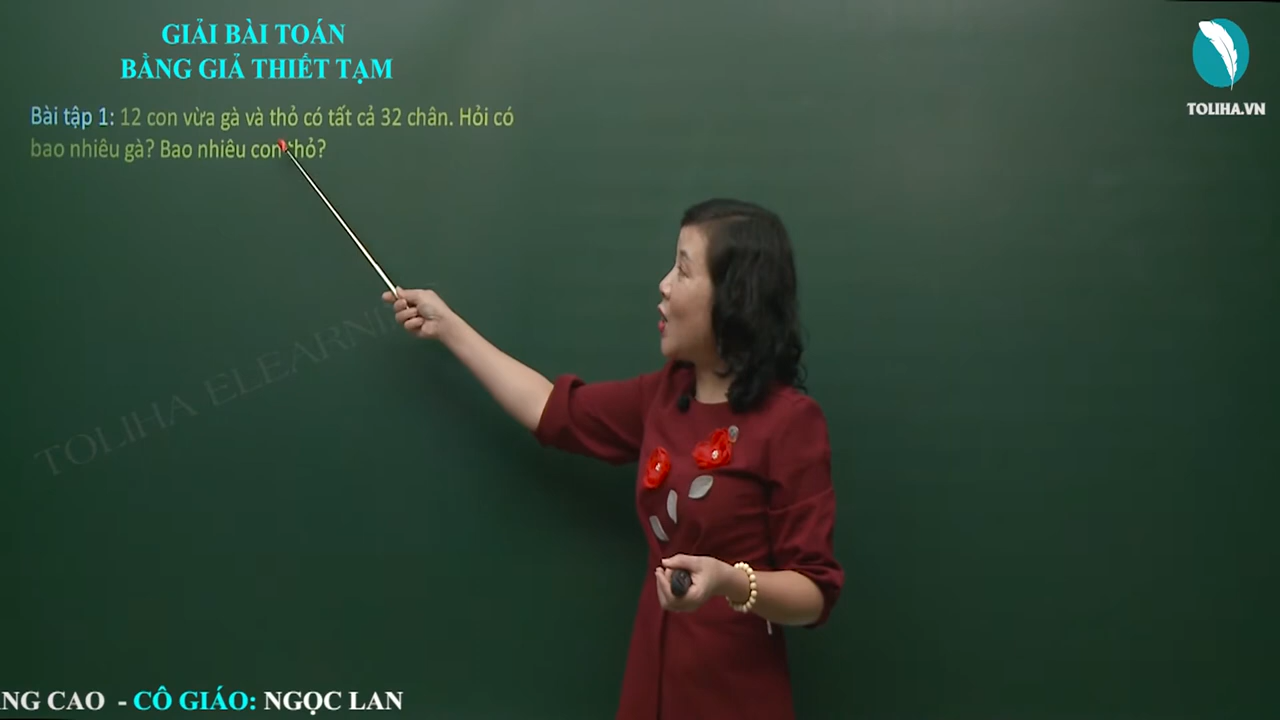 GIẢI BÀI TOÁN
BẰNG GIẢ THIẾT TẠM
TOLIHA.VN
Bài tập 1: 12 con vừa gà và thỏ có tất cả 32 chân. Hỏi có
bao nhiêu gà? Bao nhiêu con thỏ?
TOLIHA ELEARNI
NG CAO - CÔ GIÁO: NGỌC LAN